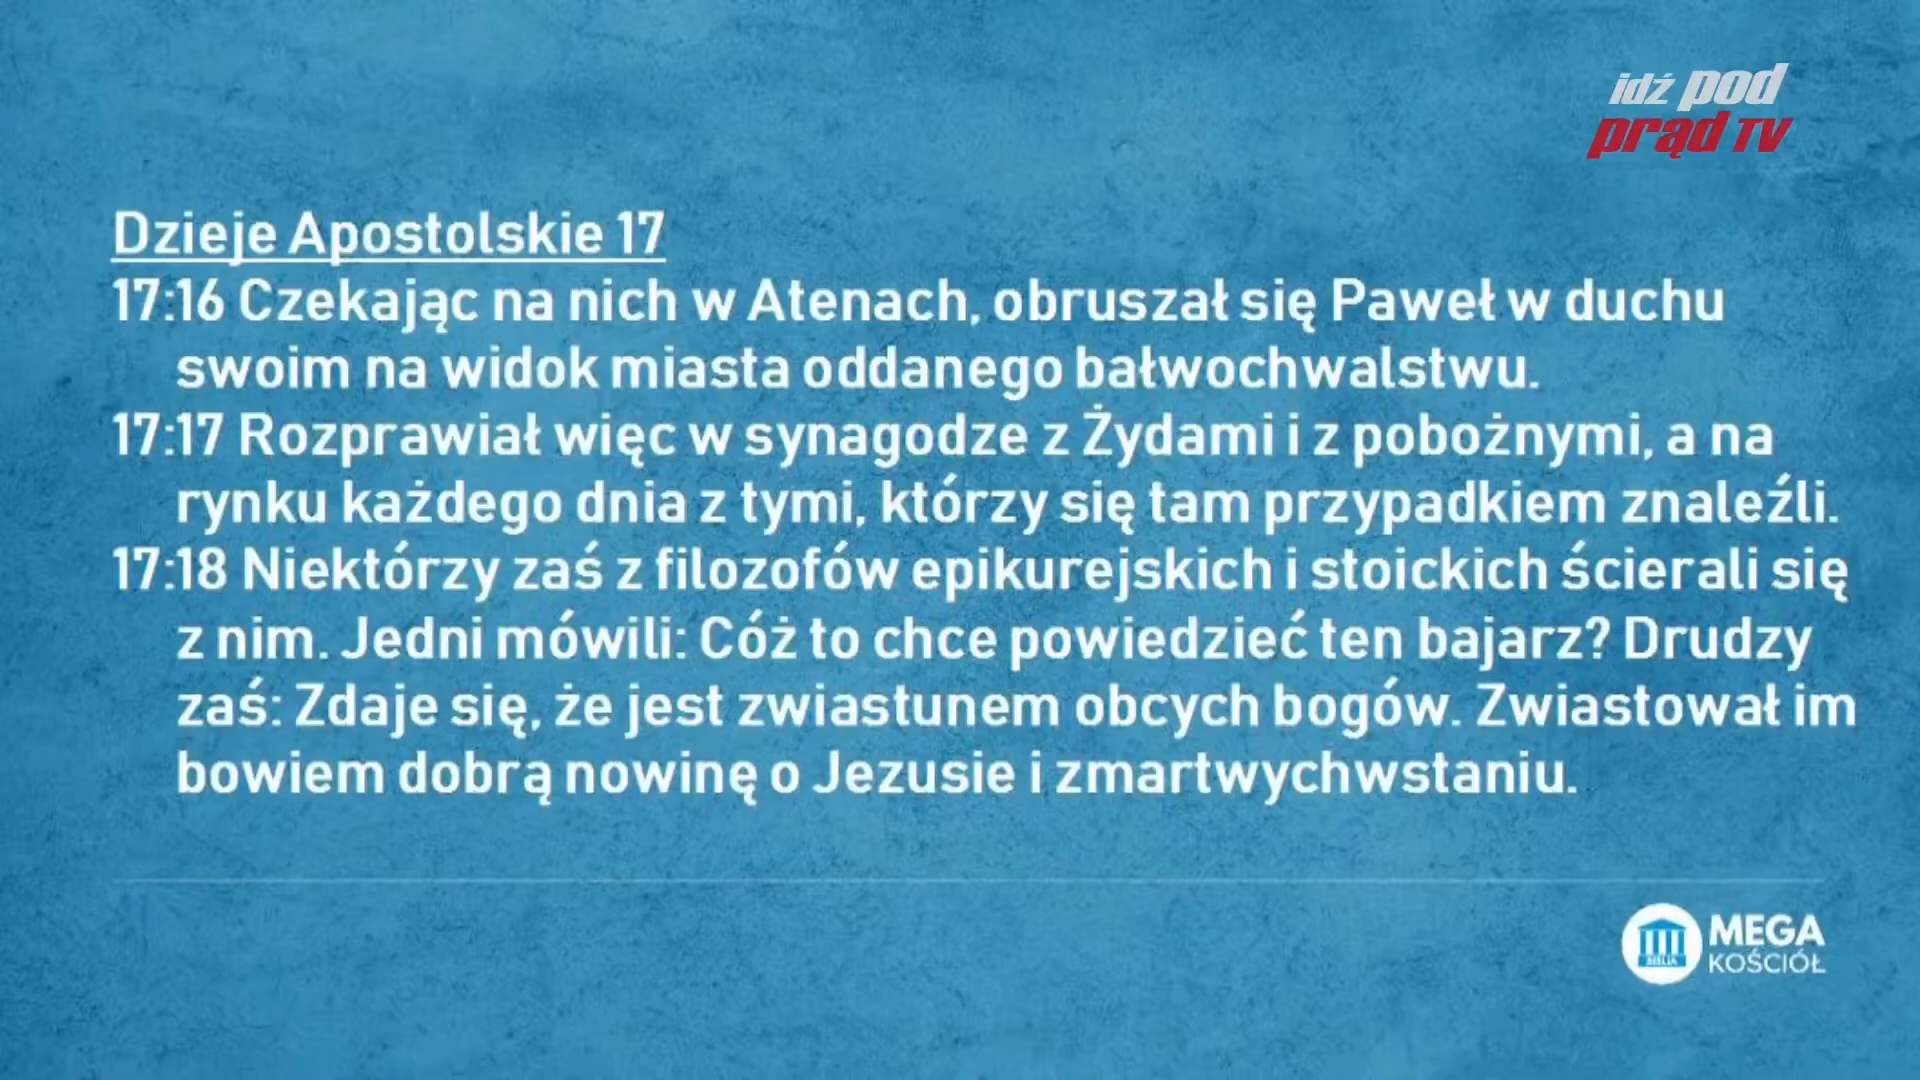 idź pod
prąd TV
Dzieje Apostolskie 17
17:16 Czekając na nich w Atenach, obruszał się Paweł w duchu
swoim na widok miasta oddanego bałwochwalstwu.
17:17 Rozprawiał więc w synagodze z Żydami i z pobożnymi, a na
rynku każdego dnia z tymi, którzy się tam przypadkiem znaleźli.
17:18 Niektórzy zaś z filozofów epikurejskich i stoickich ścierali się
z nim. Jedni mówili: Cóż to chce powiedzieć ten bajarz? Drudzy
zaś: Zdaje się, że jest zwiastunem obcych bogów. Zwiastował im
bowiem dobrą nowinę o Jezusie i zmartwychwstaniu.
BIBLIA
MEGA
KOŚCIÓŁ